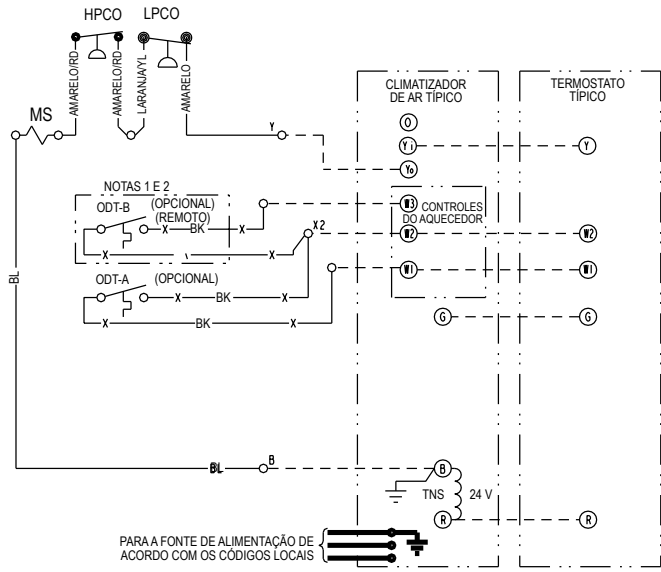 HPCO LPCO
AMARELO/RD
AMARELO/RD
LARANJA/YL
AMARELO
MS
Y
CLIMATIZADOR
DE AR TÍPICO
TERMOSTATO
TÍPICO
O
Yi
Y
Yo
NOTAS 1 E 2
ODT-B
(OPCIONAL)
(REMOTO)
X BK X
X X
X2
W3
CONTROLES
DO AQUECEDOR
W2
W2
ODT-A
(OPCIONAL)
X BK X
X BK X
W1
W1
G
G
BL
BL
B
B
TNS
24 V
R
R
PARA A FONTE DE ALIMENTAÇÃO DE
ACORDO COM OS CÓDIGOS LOCAIS